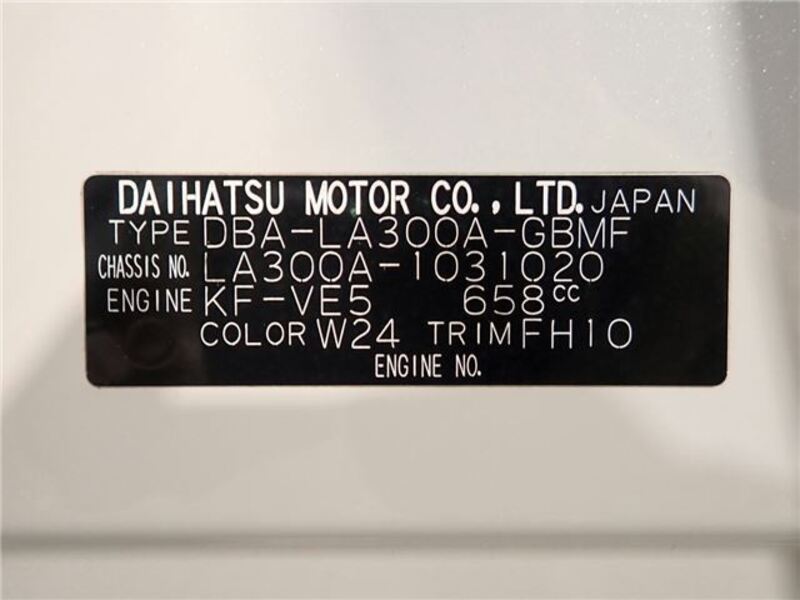 DAIHATSU MOTOR CO., LTD. JAPAN
TYPE DBA-LA300A-GBMF
CHASSIS NO. LA300A-1031020
ENGINE KF-VE5 658cc
COLOR W24 TRIM FH10
ENGINE NO.